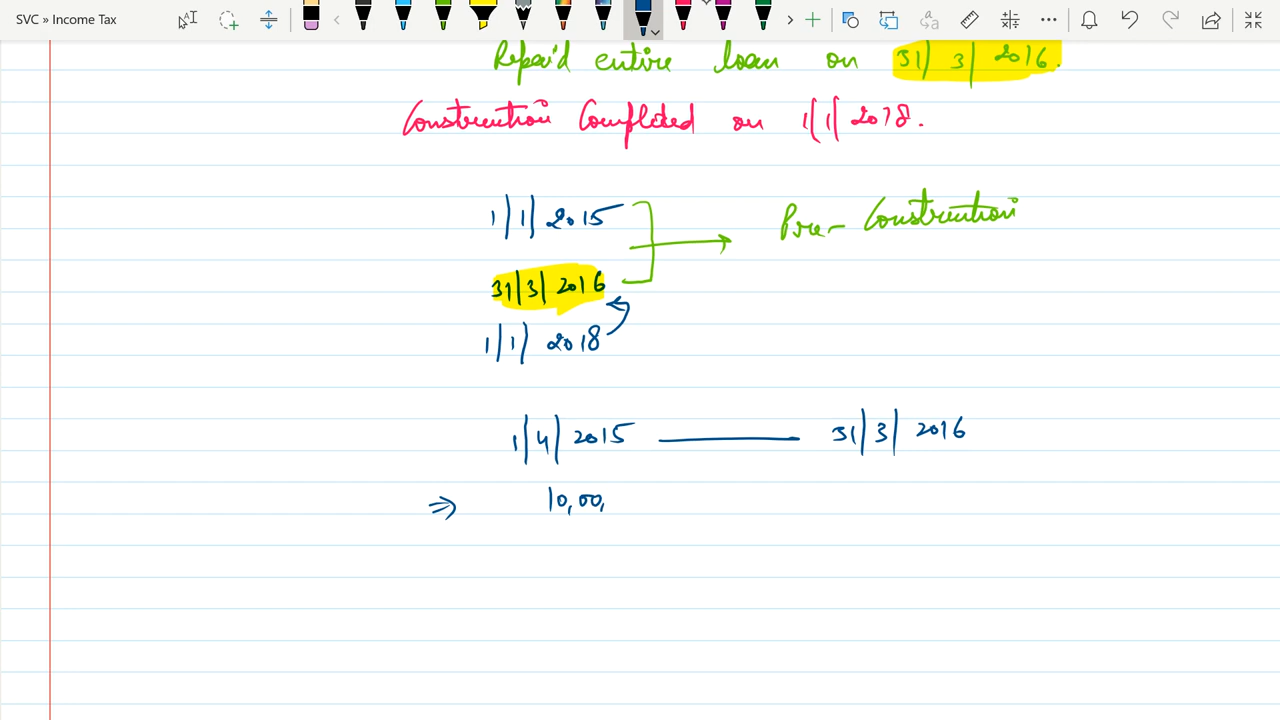 SVC » Income Tax
Repaid entire loan on 31/3/2016.
Construction Completed on 1/1/2018.
1/1/2015
Pre-Construction
31/3/2016
1/1/2018
1/4/2015 — 31/3/2016
⇒ 10,00,